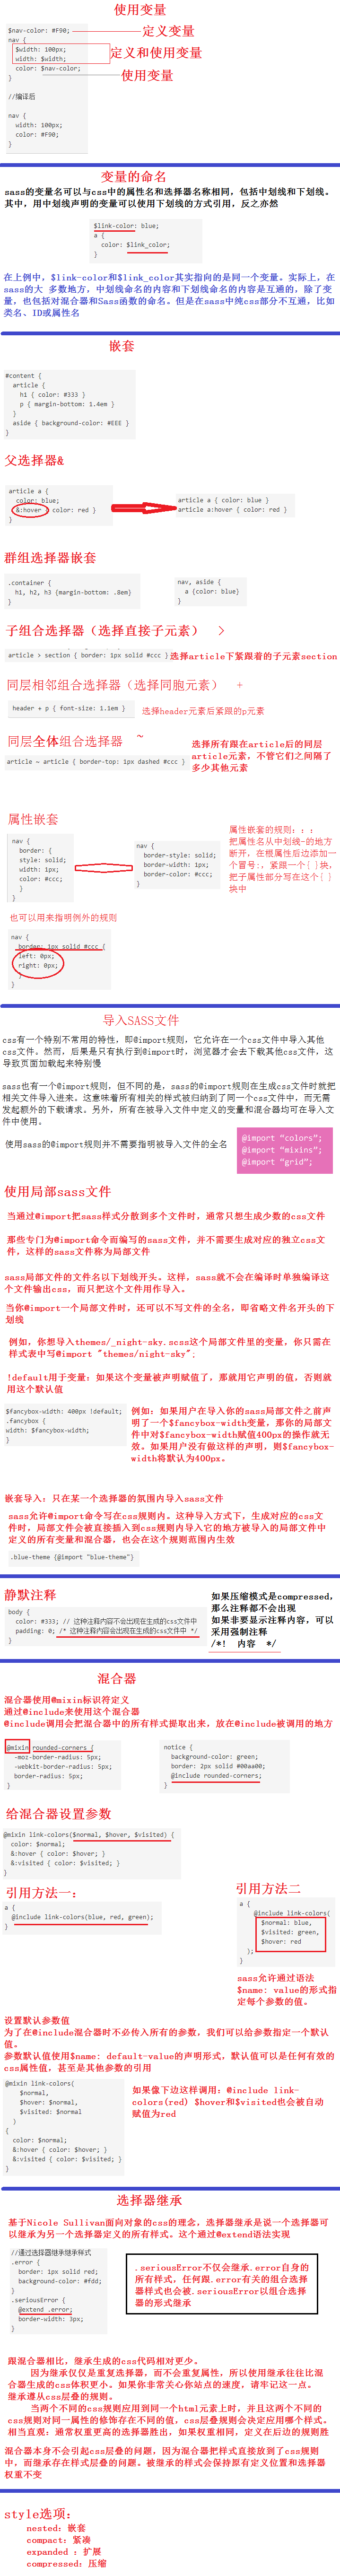 使用变量
$nav-color: #F90;
定义变量
nav {
$width: 100px;
width: $width;
定义和使用变量
color: $nav-color;
使用变量
}
//编译后
nav {
width: 100px;
color: #F90;
}
变量的命名
sass的变量名可以与css中的属性名和选择器名称相同，包括中划线和下划线。
其中，用中划线声明的变量可以使用下划线的方式引用，反之亦然
$link-color: blue;
a {
color: $link_color;
}
在上例中，$link-color和$link_color其实指向的是同一个变量。实际上，在
sass的大 多数地方，中划线命名的内容和下划线命名的内容是互通的，除了变
量，也包括对混合器和Sass函数的命名。但是在sass中纯css部分不互通，比如
类名、ID或属性名
嵌套
#content {
article {
h1 { color: #333 }
p { margin-bottom: 1.4em }
}
aside { background-color: #EEE }
}
父选择器&
article a {
color: blue;
&:hover { color: red }
}
article a { color: blue }
article a:hover { color: red }
群组选择器嵌套
.container {
h1, h2, h3 {margin-bottom: .8em}
}
nav, aside {
a {color: blue}
}
子组合选择器（选择直接子元素） >
article > section { border: 1px solid #ccc }
选择article下紧跟着的子元素section
同层相邻组合选择器（选择同胞元素） +
header + p { font-size: 1.1em }
选择header元素后紧跟的p元素
同层全体组合选择器 ~
article ~ article { border-top: 1px dashed #ccc }
选择所有跟在article后的同层
article元素，不管它们之间隔了
多少其他元素
属性嵌套
nav {
border: {
style: solid;
width: 1px;
color: #ccc;
}
}
nav {
border-style: solid;
border-width: 1px;
border-color: #ccc;
}
属性嵌套的规则：：：
把属性名从中划线-的地方
断开，在根属性后边添加一
个冒号:，紧跟一个{ }块，
把子属性部分写在这个{ }
块中
也可以用来指明例外的规则
nav {
border: 1px solid #ccc {
left: 0px;
right: 0px;
}
}
导入SASS文件
css有一个特别不常用的特性，即@import规则，它允许在一个css文件中导入其他
css文件。然而，后果是只有执行到@import时，浏览器才会去下载其他css文件，这
导致页面加载起来特别慢
sass也有一个@import规则，但不同的是，sass的@import规则在生成css文件时就把
相关文件导入进来。这意味着所有相关的样式被归纳到了同一个css文件中，而无需
发起额外的下载请求。另外，所有在被导入文件中定义的变量和混合器均可在导入文
件中使用。
使用sass的@import规则并不需要指明被导入文件的全名
@import "colors";
@import "mixins";
@import "grid";
使用局部sass文件
当通过@import把sass样式分散到多个文件时，通常只想生成少数的css文件
那些专门为@import命令而编写的sass文件，并不需要生成对应的独立css文
件，这样的sass文件称为局部文件
sass局部文件的文件名以下划线开头。这样，sass就不会在编译时单独编译这
个文件输出css，而只把这个文件用作导入。
当你@import一个局部文件时，还可以不写文件的全名，即省略文件名开头的下
划线
例如，你想导入themes/_night-sky.scss这个局部文件里的变量，你只需在
样式表中写@import "themes/night-sky";
!default用于变量：如果这个变量被声明赋值了，那就用它声明的值，否则就
用这个默认值
$fancybox-width: 400px !default;
.fancybox {
width: $fancybox-width;
}
例如：如果用户在导入你的sass局部文件之前声
明了一个$fancybox-width变量，那你的局部文
件中对$fancybox-width赋值400px的操作就无
效。如果用户没有做这样的声明，则$fancybox-
width将默认为400px。
嵌套导入：只在某一个选择器的氛围内导入sass文件
sass允许@import命令写在css规则内。这种导入方式下，生成对应的css文
件时，局部文件会被直接插入到css规则内导入它的地方被导入的局部文件中
定义的所有变量和混合器，也会在这个规则范围内生效
.blue-theme {@import "blue-theme"}
静默注释
body {
color: #333; // 这种注释内容不会出现在生成的css文件中
padding: 0; /* 这种注释内容会出现在生成的css文件中 */
}
如果压缩模式是compressed，
那么注释都不会出现
如果非要显示注释内容，可以
采用强制注释
/*! 内容 */
混合器
混合器使用@mixin标识符定义
通过@include来使用这个混合器
@include调用会把混合器中的所有样式提取出来，放在@include被调用的地方
@mixin rounded-corners {
-moz-border-radius: 5px;
-webkit-border-radius: 5px;
border-radius: 5px;
}
notice {
background-color: green;
border: 2px solid #00aa00;
@include rounded-corners;
}
给混合器设置参数
@mixin link-colors($normal, $hover, $visited) {
color: $normal;
&:hover { color: $hover; }
&:visited { color: $visited; }
}
引用方法一：
a {
@include link-colors(blue, red, green);
}
引用方法二
a {
@include link-colors(
$normal: blue,
$visited: green,
$hover: red
);
}
sass允许通过语法
$name: value的形式指
定每个参数的值。
设置默认参数值
为了在@include混合器时不必传入所有的参数，我们可以给参数指定一个默认
值。
参数默认值使用$name: default-value的声明形式，默认值可以是任何有效的
css属性值，甚至是其他参数的引用
@mixin link-colors(
$normal,
$hover: $normal,
$visited: $normal
)
{
color: $normal;
&:hover { color: $hover; }
&:visited { color: $visited; }
}
如果像下边这样调用：@include link-
colors(red) $hover和$visited也会被自动
赋值为red
选择器继承
基于Nicole Sullivan面向对象的css的理念，选择器继承是说一个选择器可
以继承为另一个选择器定义的所有样式。这个通过@extend语法实现
//通过选择器继承继承样式
.error {
border: 1px solid red;
background-color: #fdd;
}
.seriousError {
@extend .error;
border-width: 3px;
}
.seriousError不仅会继承.error自身的
所有样式，任何跟.error有关的组合选择
器样式也会被.seriousError以组合选择
器的形式继承
跟混合器相比，继承生成的css代码相对更少。
因为继承仅仅是重复选择器，而不会重复属性，所以使用继承往往比混
合器生成的css体积更小。如果你非常关心你站点的速度，请牢记这一点。
继承遵从css层叠的规则。
当两个不同的css规则应用到同一个html元素上时，并且这两个不同的
css规则对同一属性的修饰存在不同的值，css层叠规则会决定应用哪个样式。
相当直观：通常权重更高的选择器胜出，如果权重相同，定义在后边的规则胜
混合器本身不会引起css层叠的问题，因为混合器把样式直接放到了css规则
中，而继承存在样式层叠的问题。被继承的样式会保持原有定义位置和选择器
权重不变
style选项：
nested：嵌套
compact：紧凑
expanded ：扩展
compressed：压缩